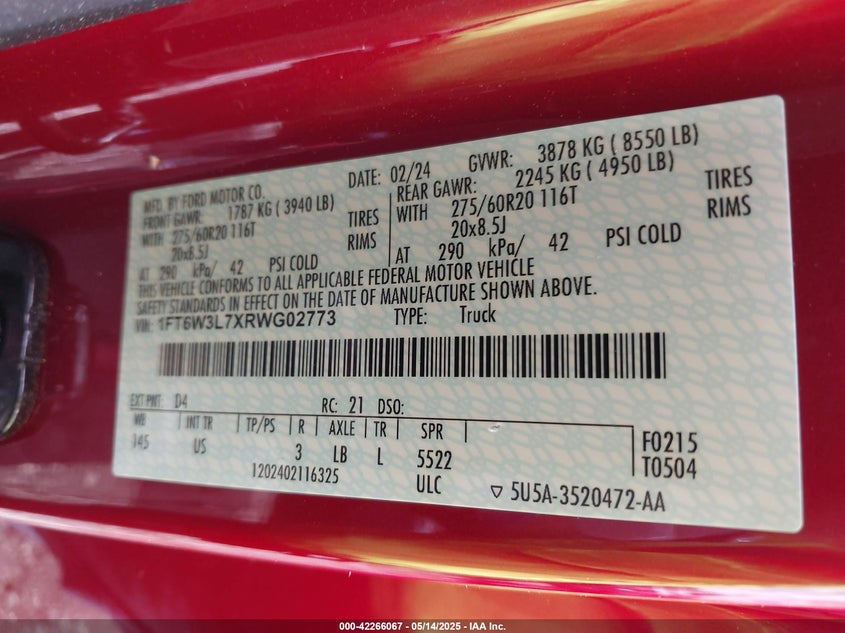 MFD. BY FORD MOTOR CO.
DATE: 02/24 GVWR: 3878 KG ( 8550 LB)
FRONT GAWR: 1787 KG ( 3940 LB)
WITH 275/60R20 116T TIRES
20x8.5J RIMS
AT 290 kPa/ 42 PSI COLD
REAR GAWR: 2245 KG ( 4950 LB)
WITH 275/60R20 116T TIRES
20x8.5J RIMS
AT 290 kPa/ 42 PSI COLD
THIS VEHICLE CONFORMS TO ALL APPLICABLE FEDERAL MOTOR VEHICLE
SAFETY STANDARDS IN EFFECT ON THE DATE OF MANUFACTURE SHOWN ABOVE.
VIN: 1FT6W3L7XRWG02773 TYPE: Truck
EXT PNT: D4 RC: 21 DSO:
WB INT TR TP/PS R AXLE TR SPR
145 US 3 LB L 5522
F0215
T0504
1202402116325 ULC
▽ 5U5A-3520472-AA
000-42266067 — 05/14/2025 — IAA Inc.